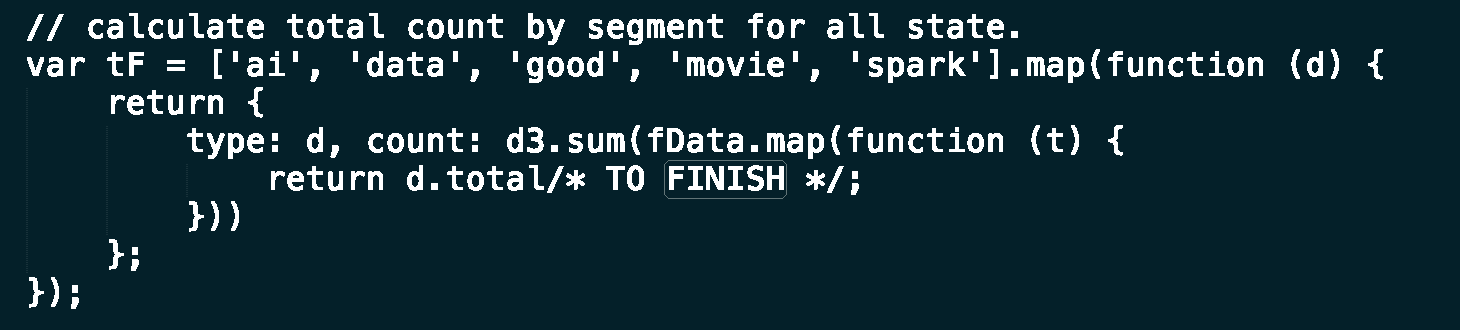 // calculate total count by segment for all state.
var tF = ['ai', 'data', 'good', 'movie', 'spark'].map(function (d) {
    return {
        type: d, count: d3.sum(fData.map(function (t) {
            return d.total/* TO FINISH */;
        }))
    };
});